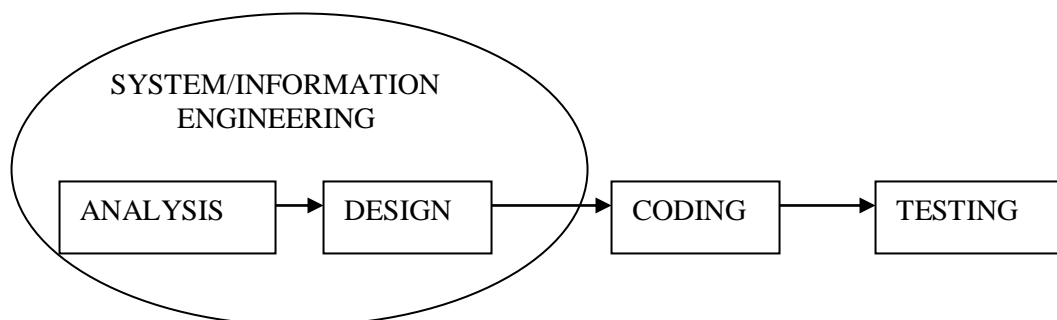 SYSTEM/INFORMATION
ENGINEERING
ANALYSIS
DESIGN
CODING
TESTING